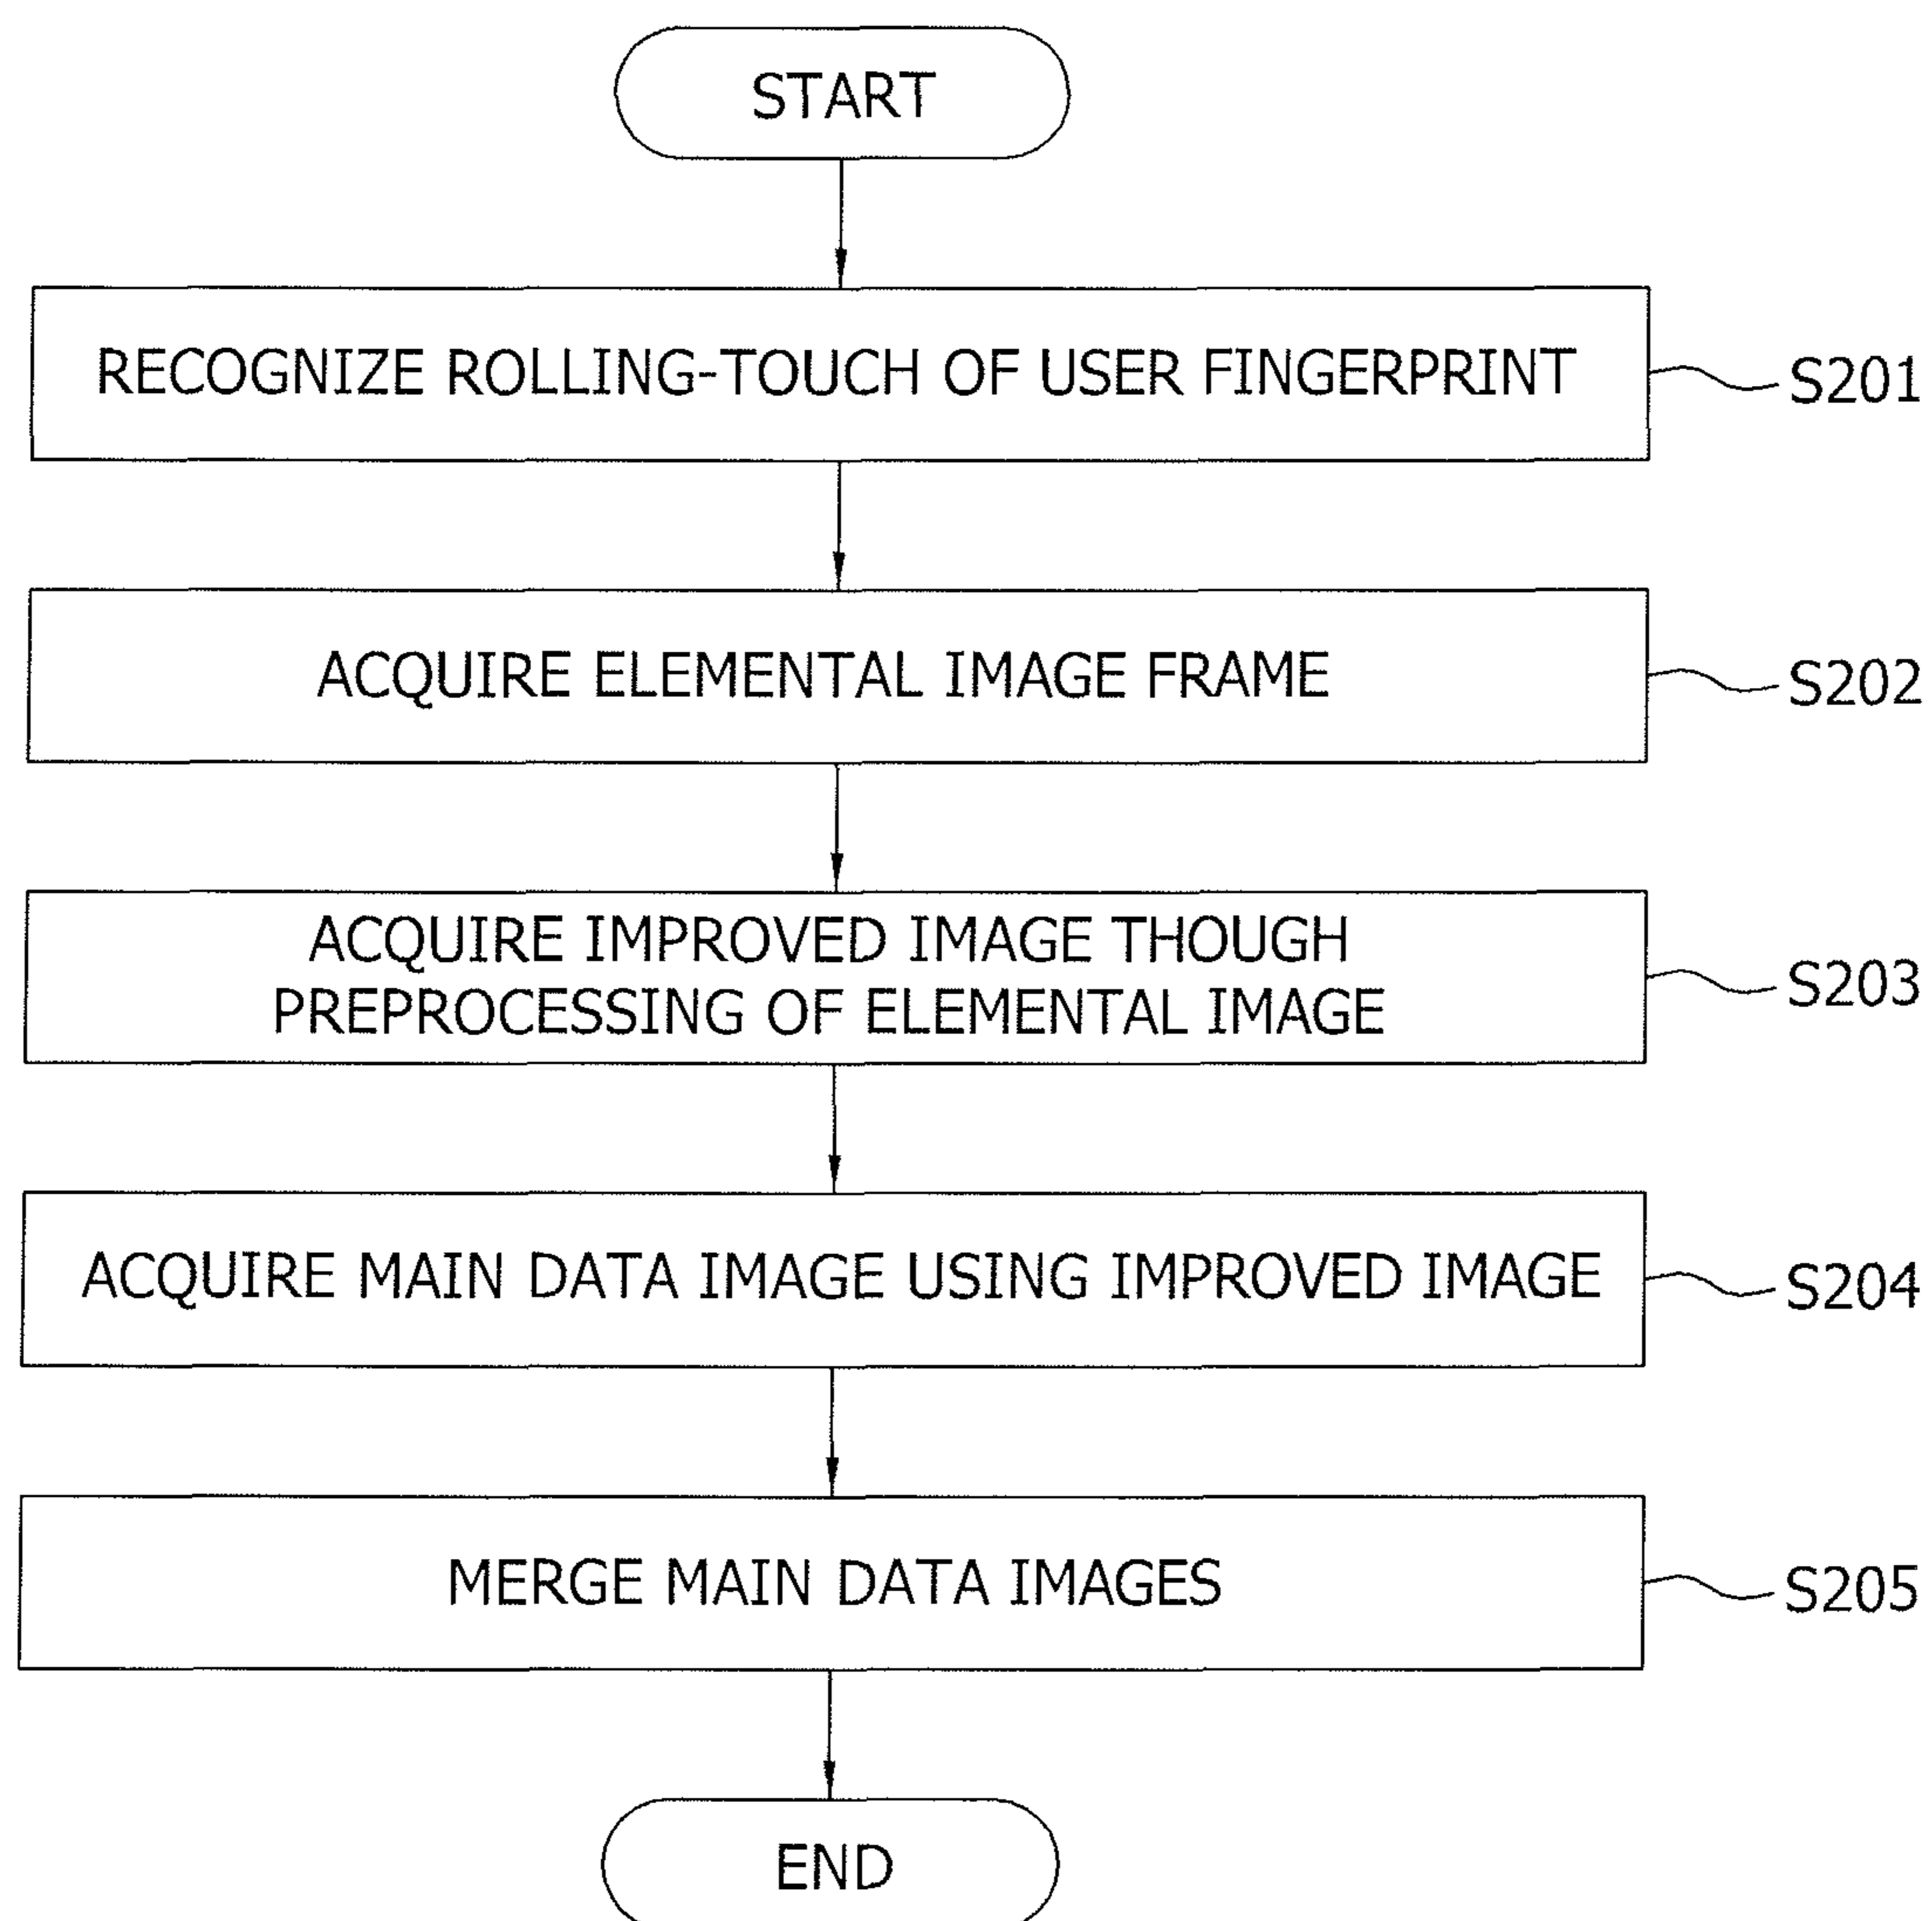 START
RECOGNIZE ROLLING-TOUCH OF USER FINGERPRINT
S201
ACQUIRE ELEMENTAL IMAGE FRAME
S202
ACQUIRE IMPROVED IMAGE THOUGH
PREPROCESSING OF ELEMENTAL IMAGE
S203
ACQUIRE MAIN DATA IMAGE USING IMPROVED IMAGE
S204
MERGE MAIN DATA IMAGES
S205
END